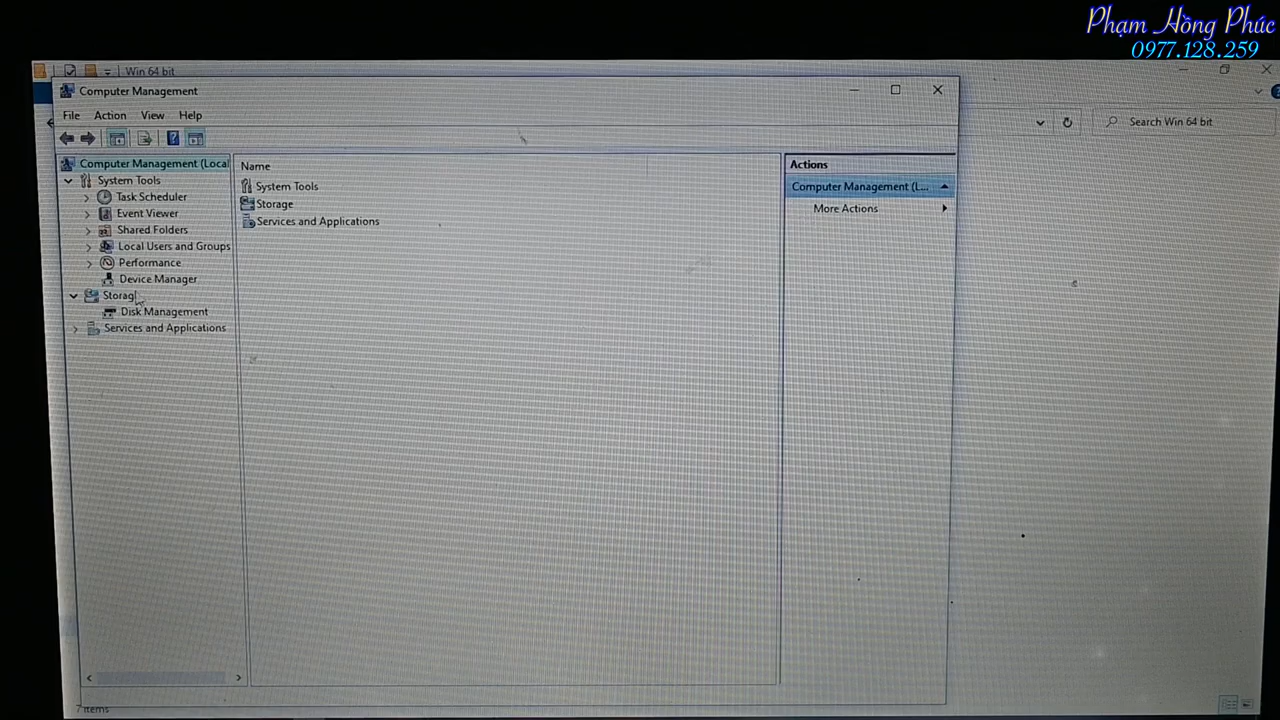 Phạm Hồng Phúc
0977.128.259
Win 64 bit
Computer Management
File Action View Help
Search Win 64 bit
Computer Management (Local
System Tools
Task Scheduler
Event Viewer
Shared Folders
Local Users and Groups
Performance
Device Manager
Storag
Disk Management
Services and Applications
Name
System Tools
Storage
Services and Applications
Actions
Computer Management (L...
More Actions
7 items